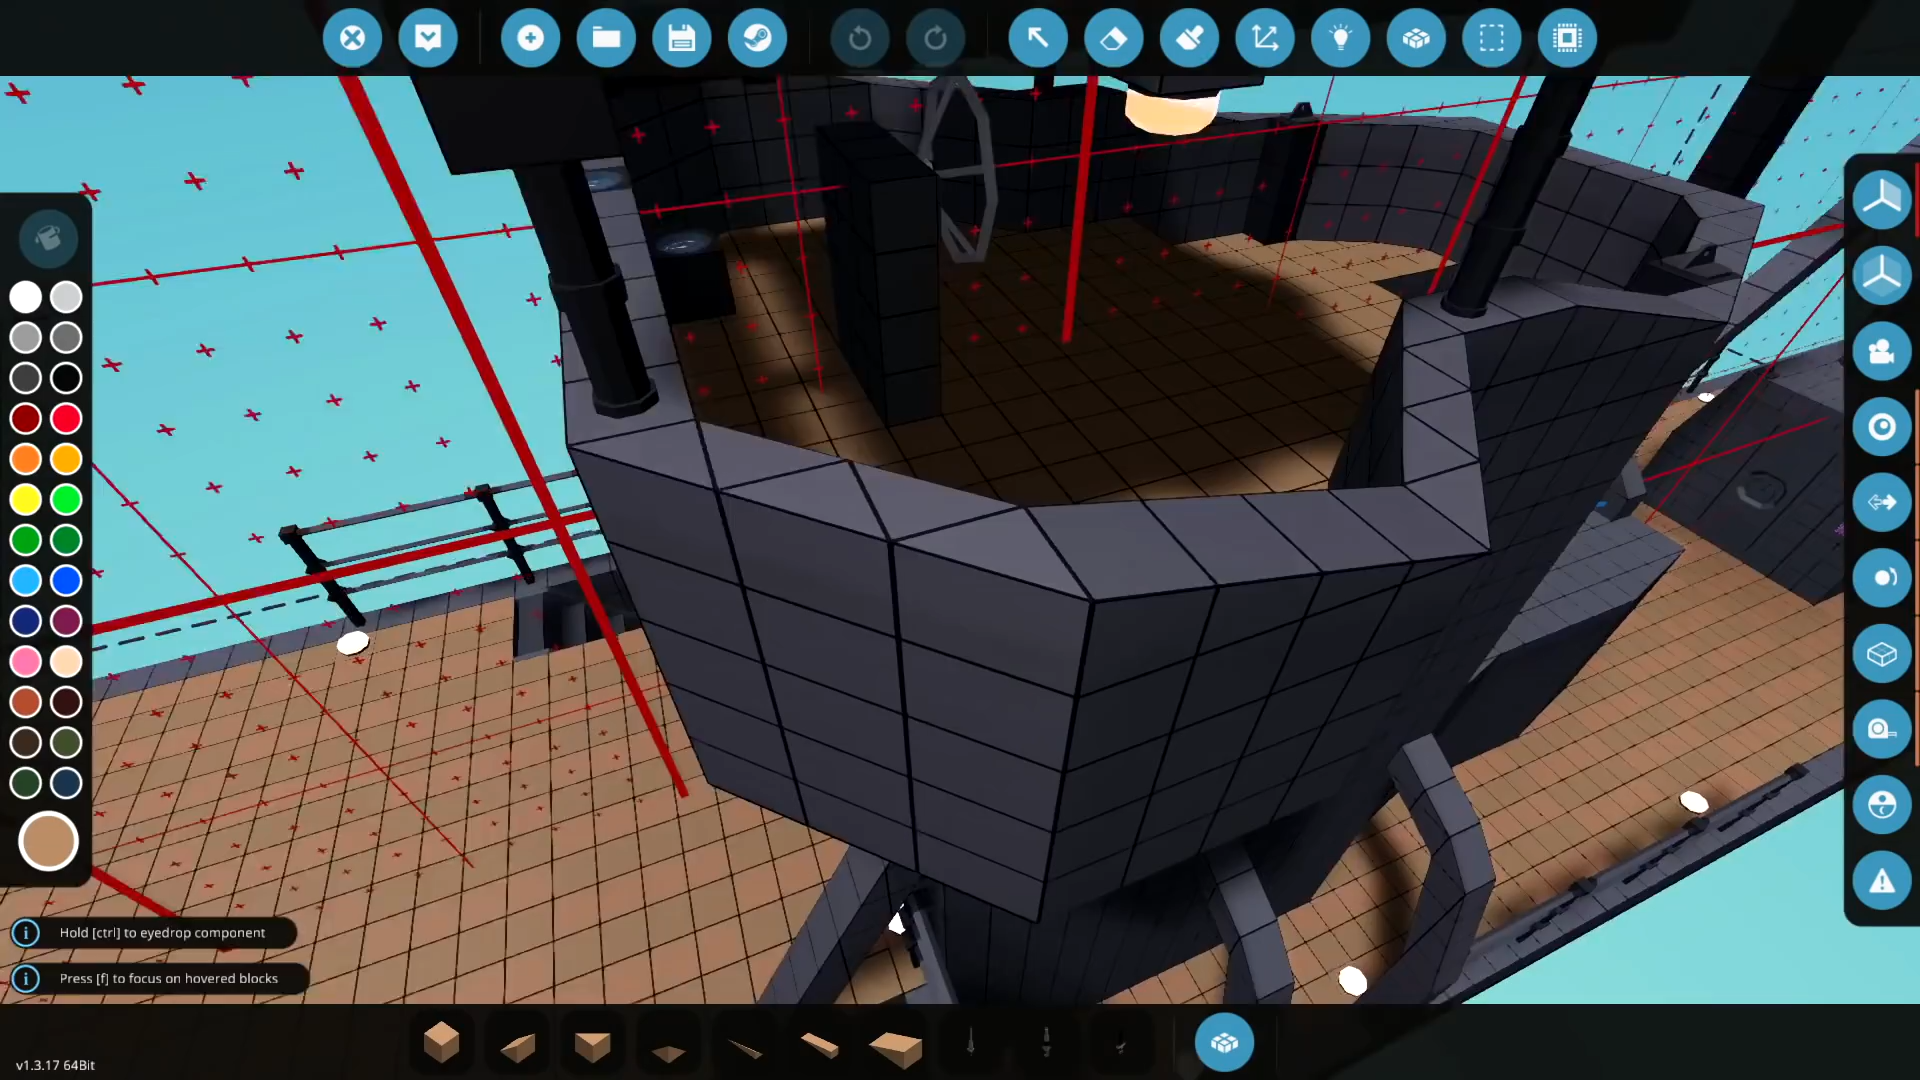 Hold [ctrl] to eyedrop component
Press [f] to focus on hovered blocks
v1.3.17 64Bit